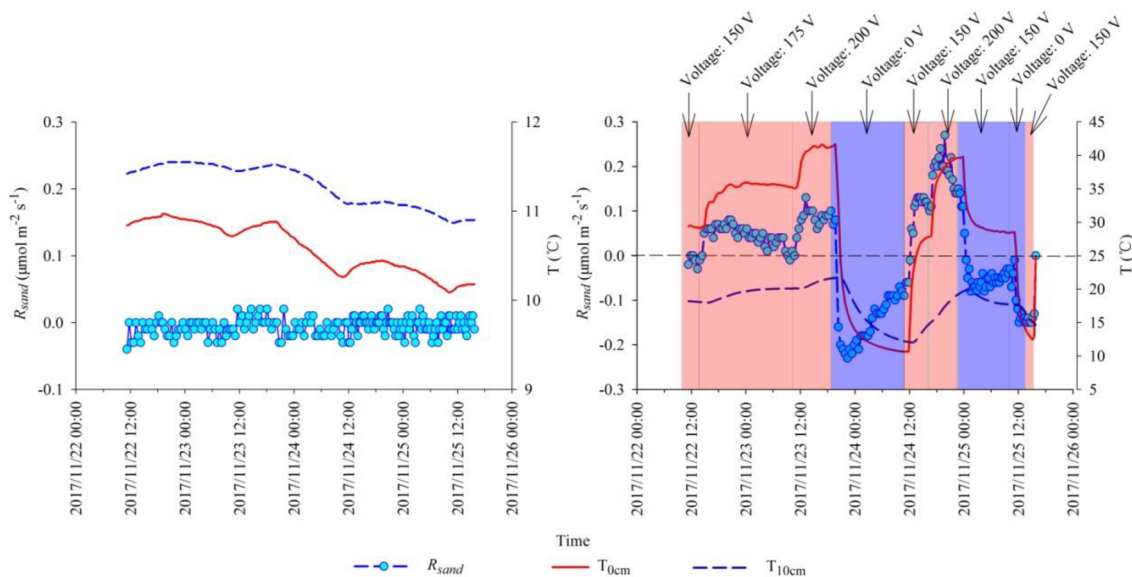 Voltage: 150 V
Voltage: 175 V
Voltage: 200 V
Voltage: 0 V
Voltage: 150 V
Voltage: 200 V
Voltage: 150 V
Voltage: 0 V
Voltage: 150 V
0.3
0.2
0.1
0.0
-0.1
R_sand (μmol m⁻² s⁻¹)
12
11
10
9
T (℃)
2017/11/22 00:00
2017/11/22 12:00
2017/11/23 00:00
2017/11/23 12:00
2017/11/24 00:00
2017/11/24 12:00
2017/11/25 00:00
2017/11/25 12:00
2017/11/26 00:00
0.3
0.2
0.1
0.0
-0.1
-0.2
-0.3
R_sand (μmol m⁻² s⁻¹)
45
40
35
30
25
20
15
10
5
T (℃)
2017/11/22 00:00
2017/11/22 12:00
2017/11/23 00:00
2017/11/23 12:00
2017/11/24 00:00
2017/11/24 12:00
2017/11/25 00:00
2017/11/25 12:00
2017/11/26 00:00
Time
R_sand T_0cm T_10cm